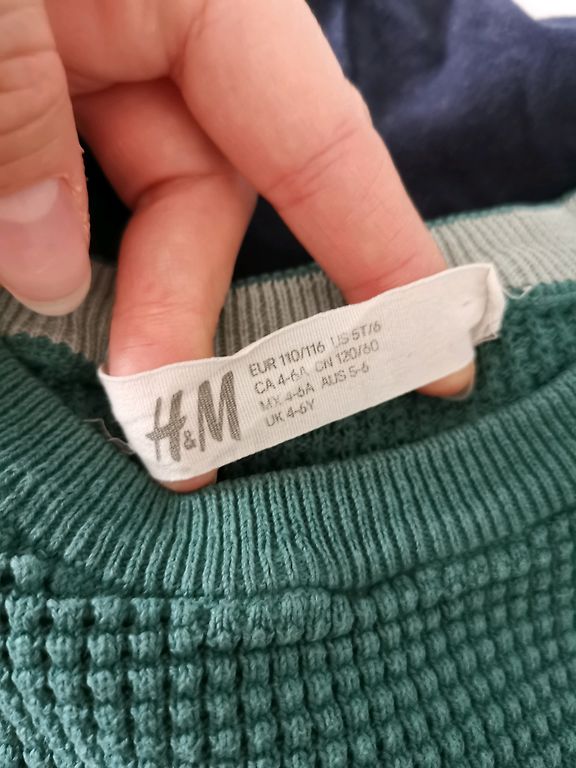 H&M
EUR 110/116 US 5T/6
CA 4-6A CN 120/60
MX 4-6A AUS 5-6
UK 4-6Y